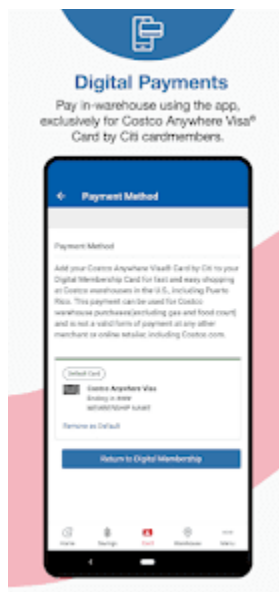 Digital Payments
Pay in-warehouse using the app,
exclusively for Costco Anywhere Visa®
Card by Citi cardmembers.
Payment Method
Payment Method
Add your Costco Anywhere Visa® Card by Citi to your
Digital Membership Card for fast and easy shopping
at Costco warehouses in the U.S., including Puerto
Rico. This payment can be used for Costco
warehouse purchases(excluding gas and food court)
and is not a valid form of payment at any other
merchant or online retailer, including Costco.com.
Default Card
Costco Anywhere Visa
Ending in
Remove as Default
Return to Digital Membership
Home Savings Card Warehouse Menu